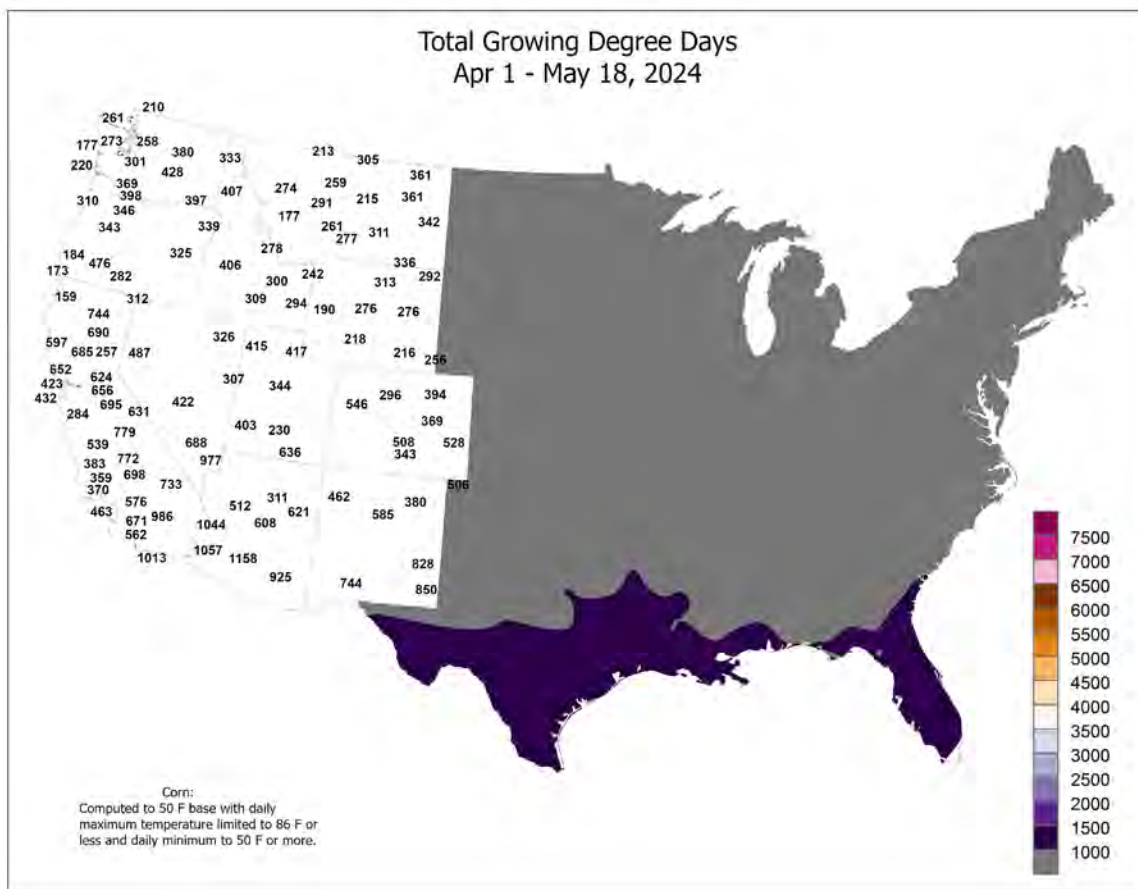 Total Growing Degree Days
Apr 1 - May 18, 2024
210
261
177 273 258
220 301 380 333 213 305
428 361
369 407 274 259
310 398 397 291 215 361
346 177
343 339 261 311 342
277
184 325 278
476 406 336
173 282 300 242 313 292
159 312 309 294 190 276 276
744
690 326 218
597 415 417 216
685 257 487 256
652
423 624 307 344
432 656 296 394
695 422 546
284 631 369
779 403 230
539 688 508 528
383 772 977 636 343
359 698
370 733 506
576 311 462 380
463 512 621 585
671 986 1044 608
562
1013 1057 1158 828
925 744 850
7500
7000
6500
6000
5500
5000
4500
4000
3500
3000
2500
2000
1500
1000
Corn:
Computed to 50 F base with daily
maximum temperature limited to 86 F or
less and daily minimum to 50 F or more.